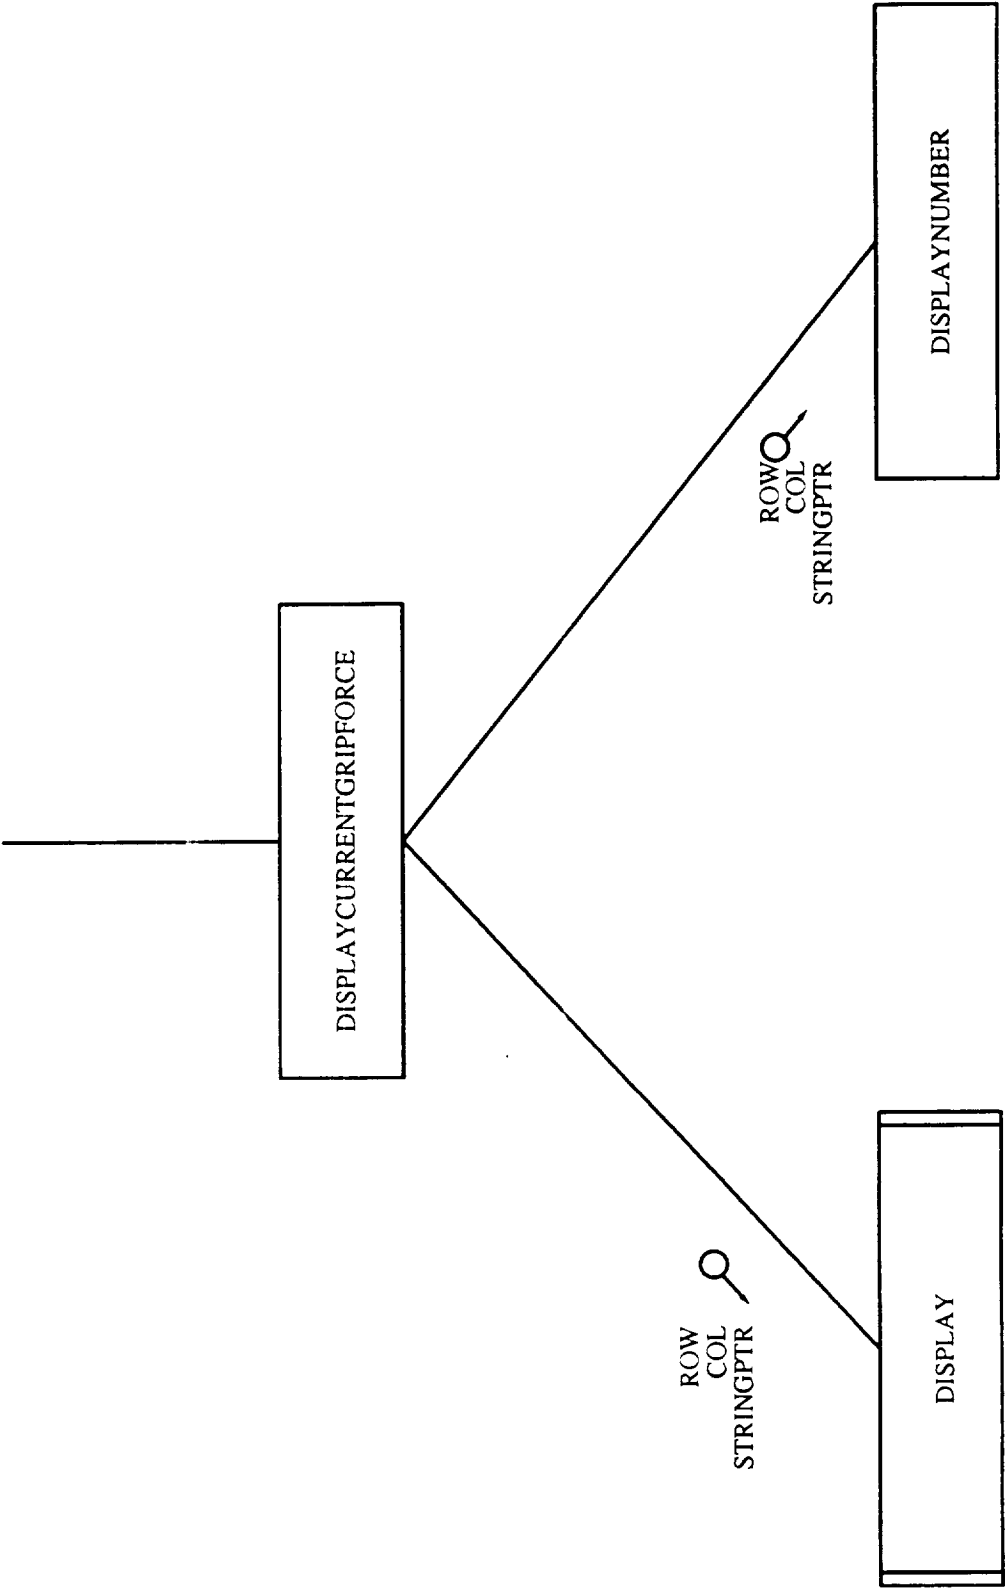 DISPLAYCURRENTGRIPFORCE
ROW
COL
STRINGPTR
ROW
COL
STRINGPTR
DISPLAY
DISPLAYNUMBER